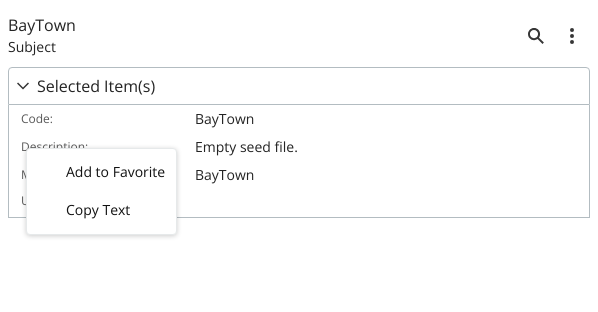 BayTown
Subject
Selected Item(s)
Code: BayTown
Description: Empty seed file.
BayTown
Add to Favorite
Copy Text